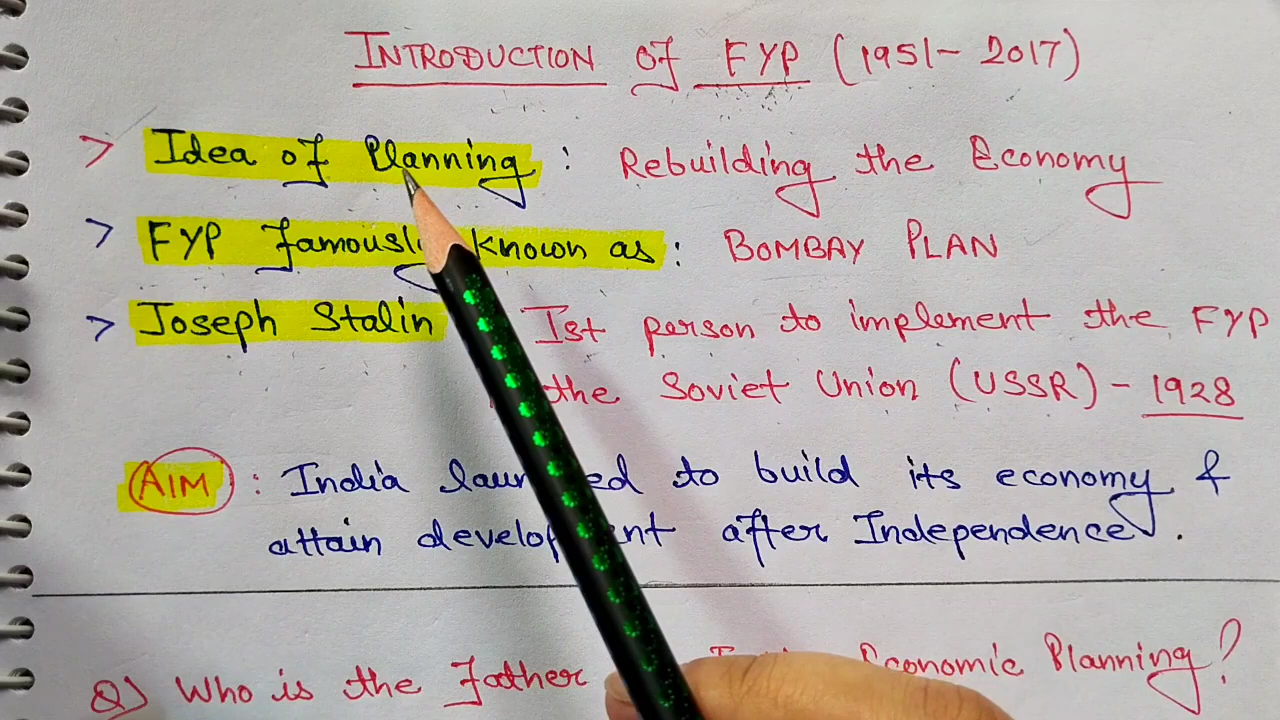 INTRODUCTION of FYP (1951- 2017)
> Idea of Planning : Rebuilding the Economy
> FYP famously known as : BOMBAY PLAN
> Joseph Stalin Ist person to implement the FYP
the Soviet Union (USSR) - 1928
AIM : India to build its economy &
attain development after Independence .
Q) Who is the Father Economic Planning?